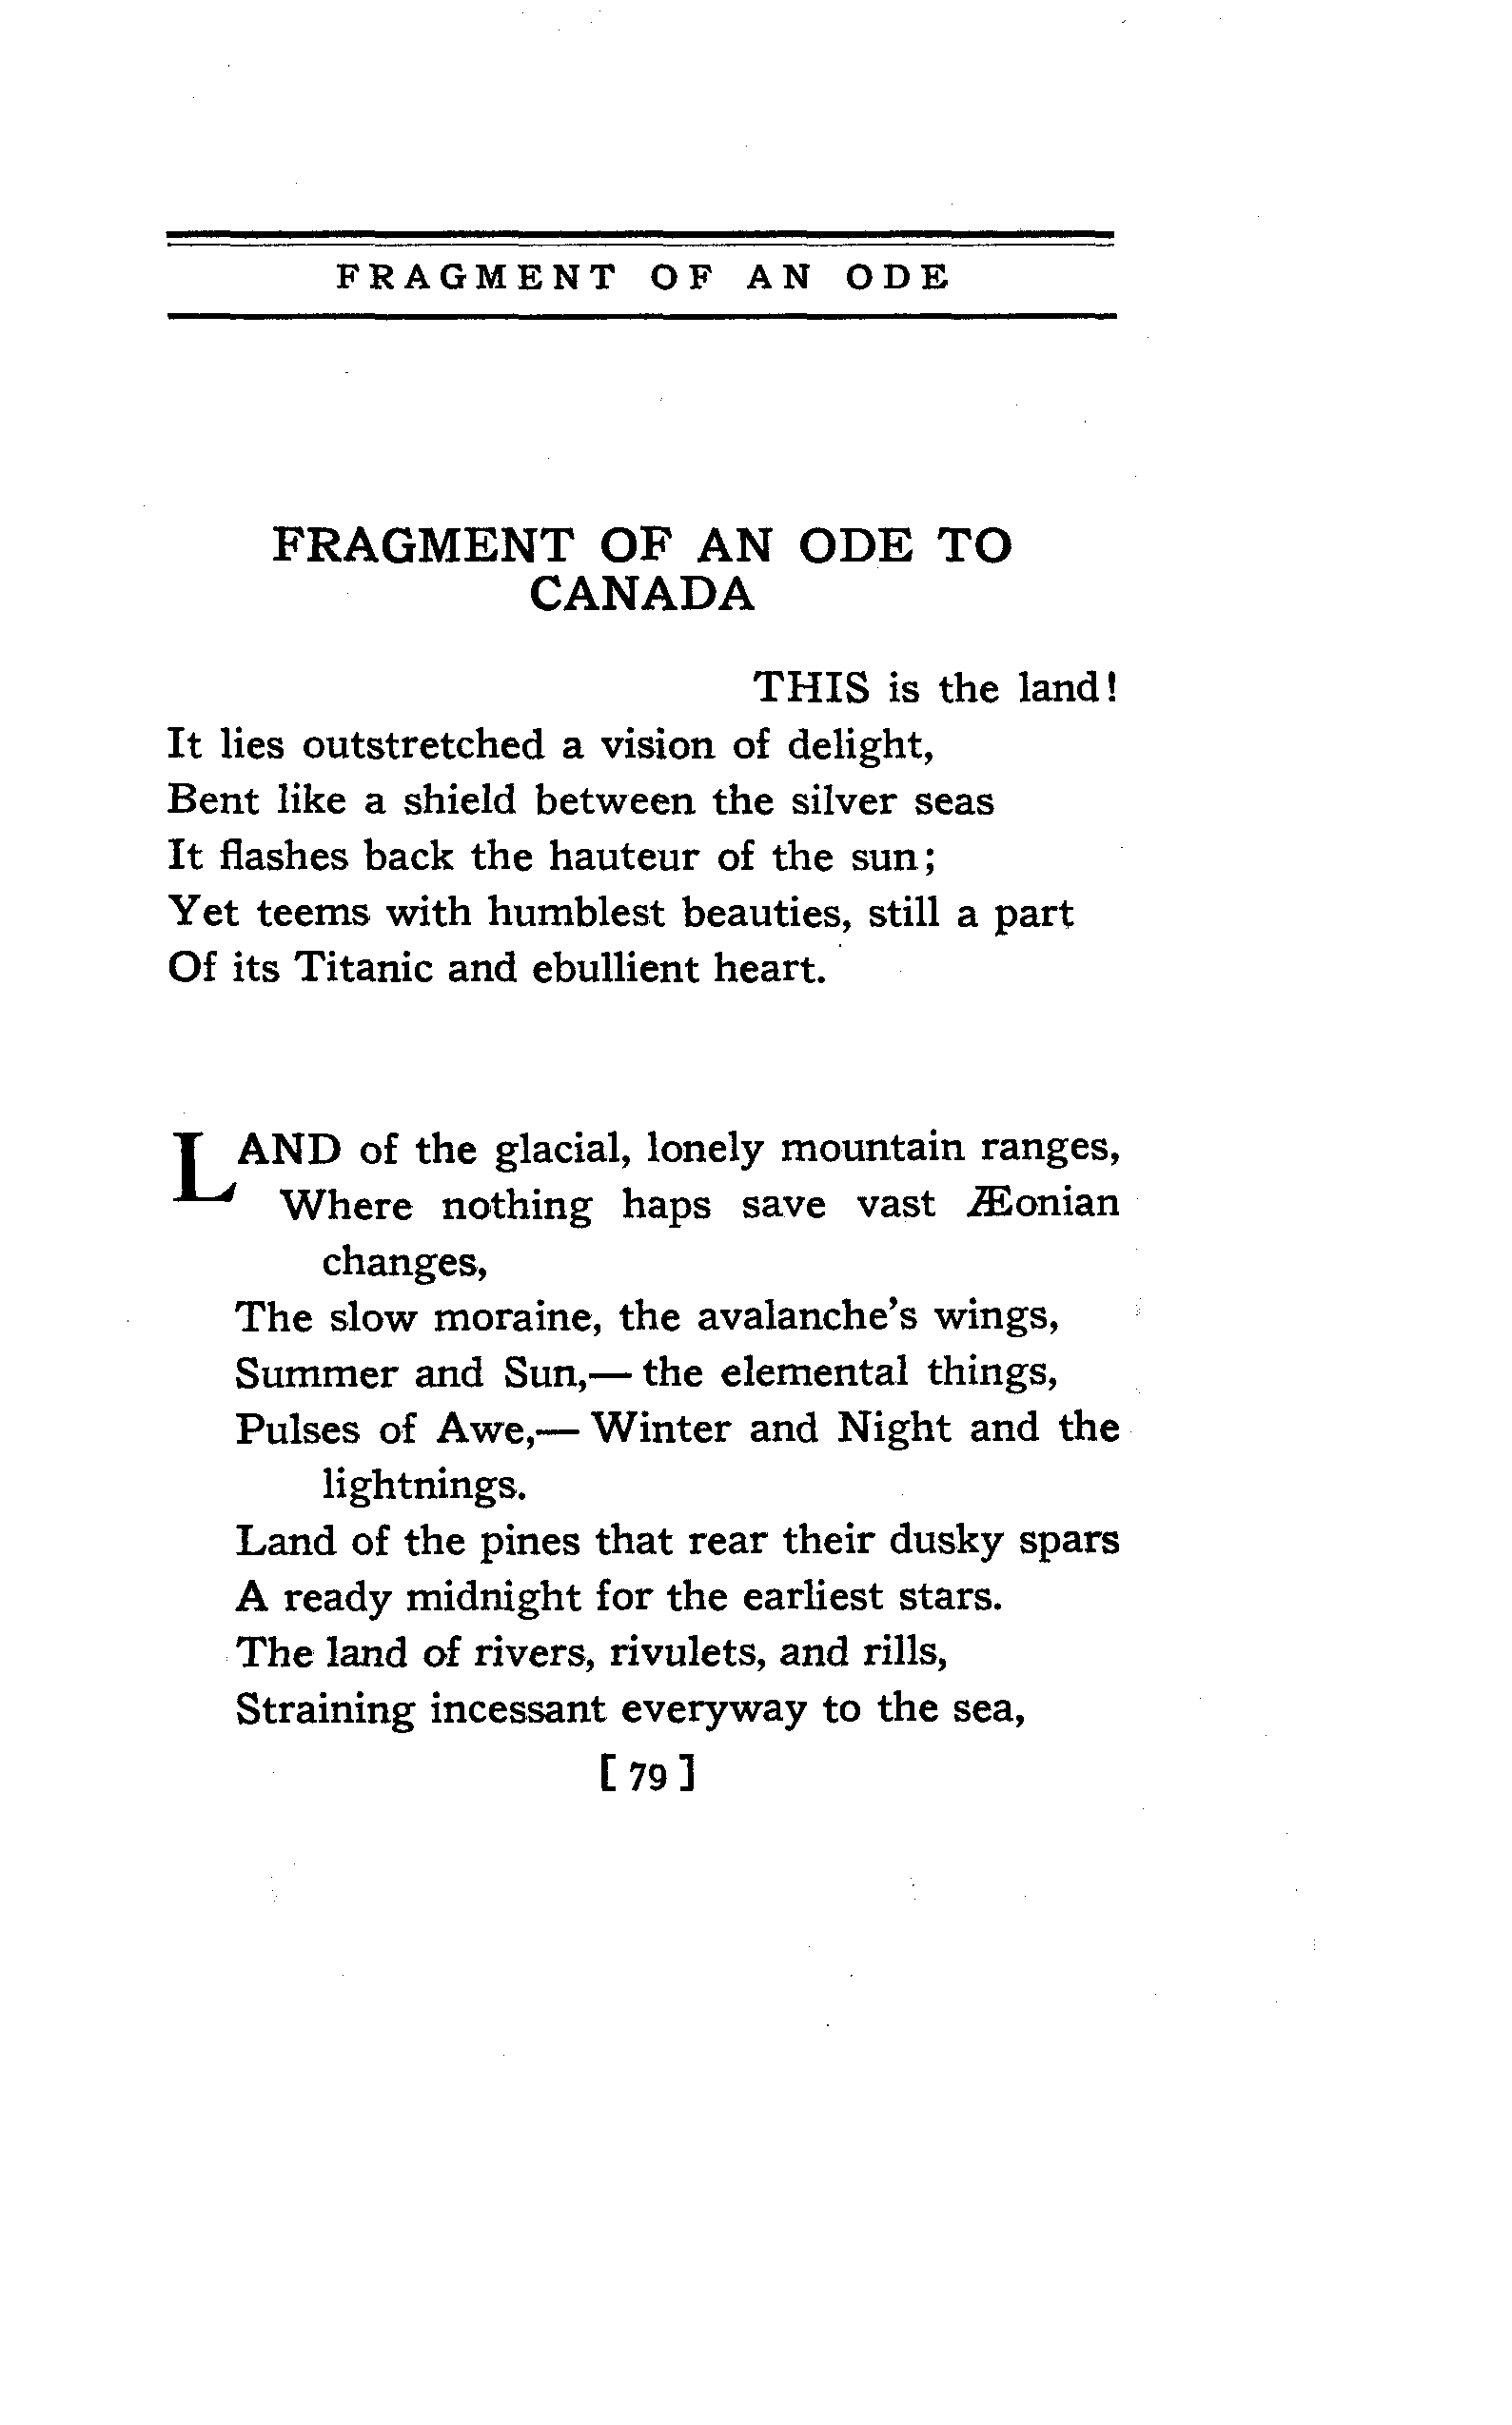 FRAGMENT OF AN ODE
FRAGMENT OF AN ODE TO
CANADA
THIS is the land!
It lies outstretched a vision of delight,
Bent like a shield between the silver seas
It flashes back the hauteur of the sun;
Yet teems with humblest beauties, still a part
Of its Titanic and ebullient heart.
LAND of the glacial, lonely mountain ranges,
Where nothing haps save vast Æonian
changes,
The slow moraine, the avalanche's wings,
Summer and Sun,— the elemental things,
Pulses of Awe,— Winter and Night and the
lightnings.
Land of the pines that rear their dusky spars
A ready midnight for the earliest stars.
The land of rivers, rivulets, and rills,
Straining incessant everyway to the sea,
[ 79 ]